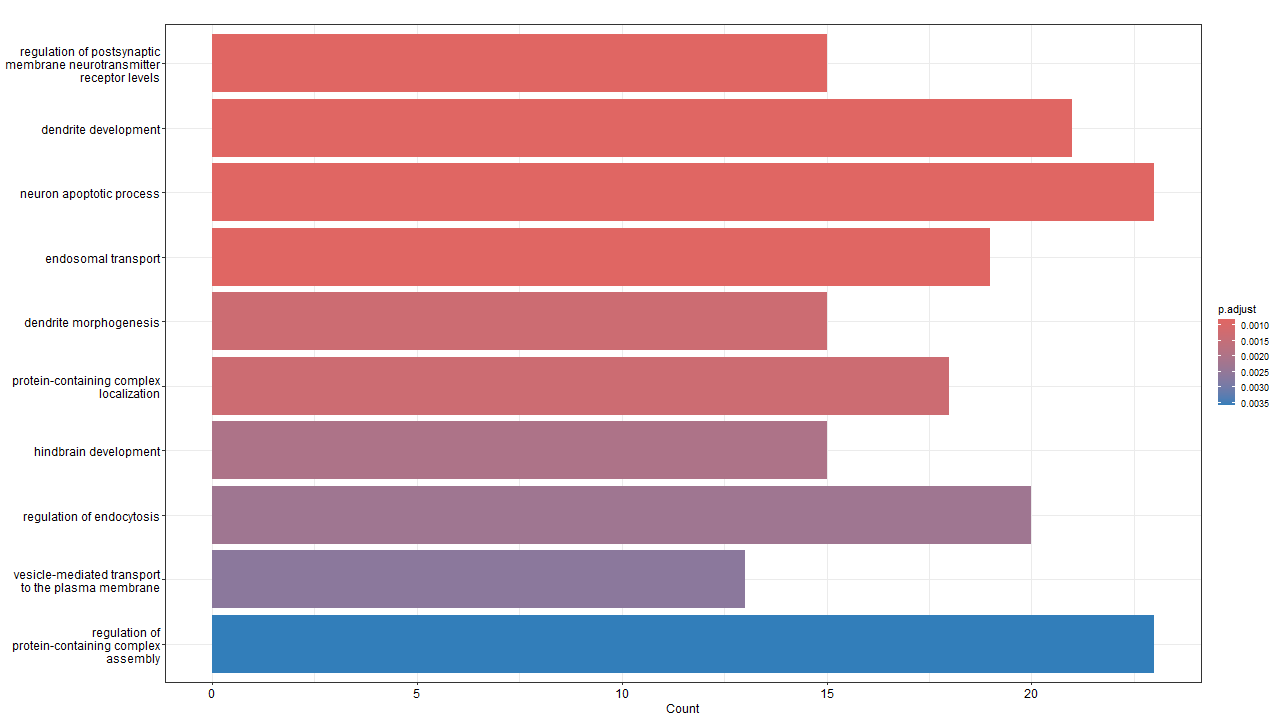 regulation of postsynaptic
membrane neurotransmitter
receptor levels
dendrite development
neuron apoptotic process
endosomal transport
dendrite morphogenesis
protein-containing complex
localization
hindbrain development
regulation of endocytosis
vesicle-mediated transport
to the plasma membrane
regulation of
protein-containing complex
assembly
0 5 10 15 20
Count
p.adjust
0.0010
0.0015
0.0020
0.0025
0.0030
0.0035